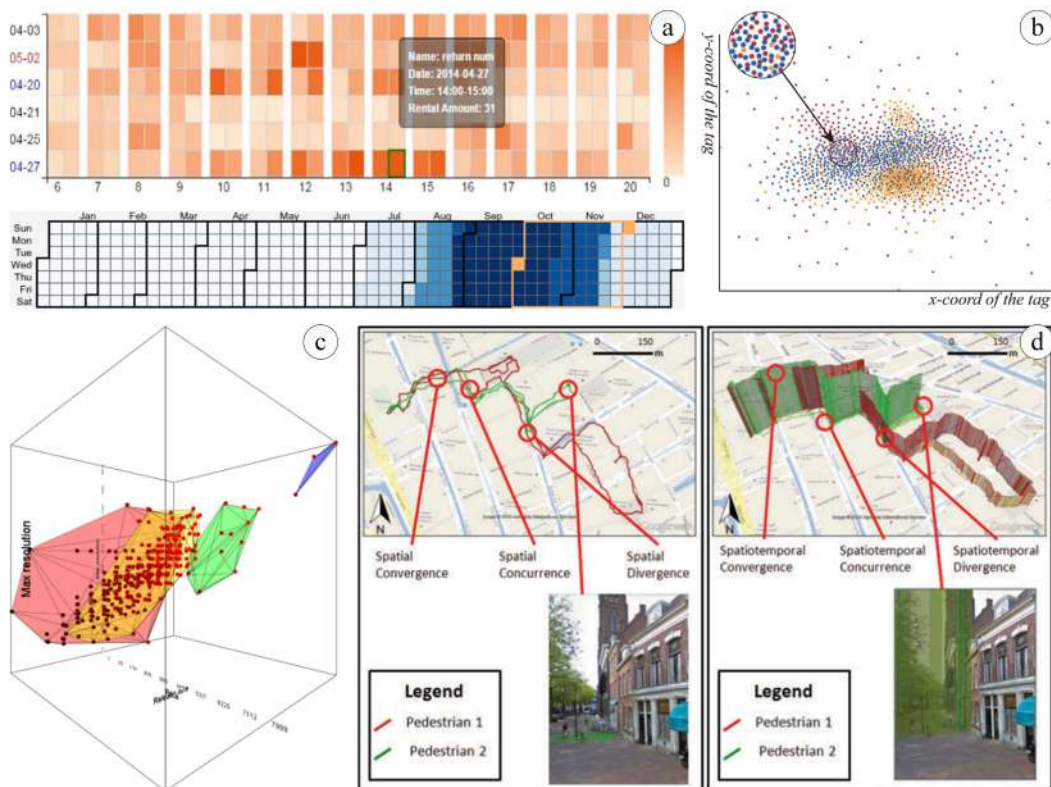 a
04-03
05-02
04-20
04-21
04-25
04-27
Name: return num
Date: 2014-04-27
Time: 14:00-15:00
Rental Amount: 31
0
6 7 8 9 10 11 12 13 14 15 16 17 18 19 20
Jan Feb Mar Apr May Jun Jul Aug Sep Oct Nov Dec
Sun
Mon
Tue
Wed
Thu
Fri
Sat
b
y-coord of the tag
x-coord of the tag
c
Max resolution
6226 7112 7999
0 150
m
N
Spatial
Convergence
Spatial
Concurrence
Spatial
Divergence
Legend
Pedestrian 1
Pedestrian 2
d
0 150
m
N
Spatiotemporal
Convergence
Spatiotemporal
Concurrence
Spatiotemporal
Divergence
Legend
Pedestrian 1
Pedestrian 2